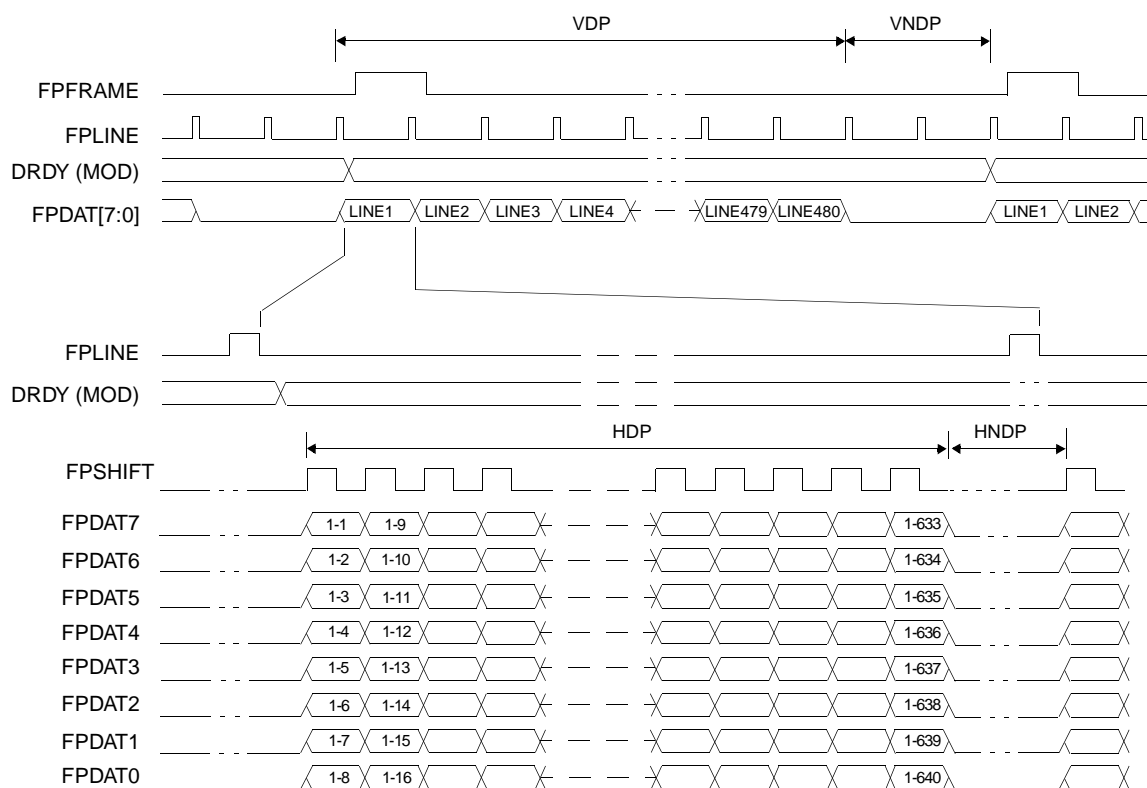 VDP VNDP
FPFRAME
FPLINE
DRDY (MOD)
FPDAT[7:0] LINE1 LINE2 LINE3 LINE4 LINE479 LINE480 LINE1 LINE2
FPLINE
DRDY (MOD)
HDP HNDP
FPSHIFT
FPDAT7 1-1 1-9 1-633
FPDAT6 1-2 1-10 1-634
FPDAT5 1-3 1-11 1-635
FPDAT4 1-4 1-12 1-636
FPDAT3 1-5 1-13 1-637
FPDAT2 1-6 1-14 1-638
FPDAT1 1-7 1-15 1-639
FPDAT0 1-8 1-16 1-640